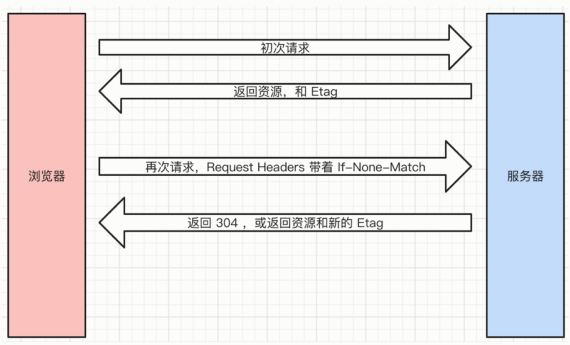 初次请求
返回资源，和 Etag
浏览器
再次请求，Request Headers 带着 If-None-Match
服务器
返回 304 ，或返回资源和新的 Etag